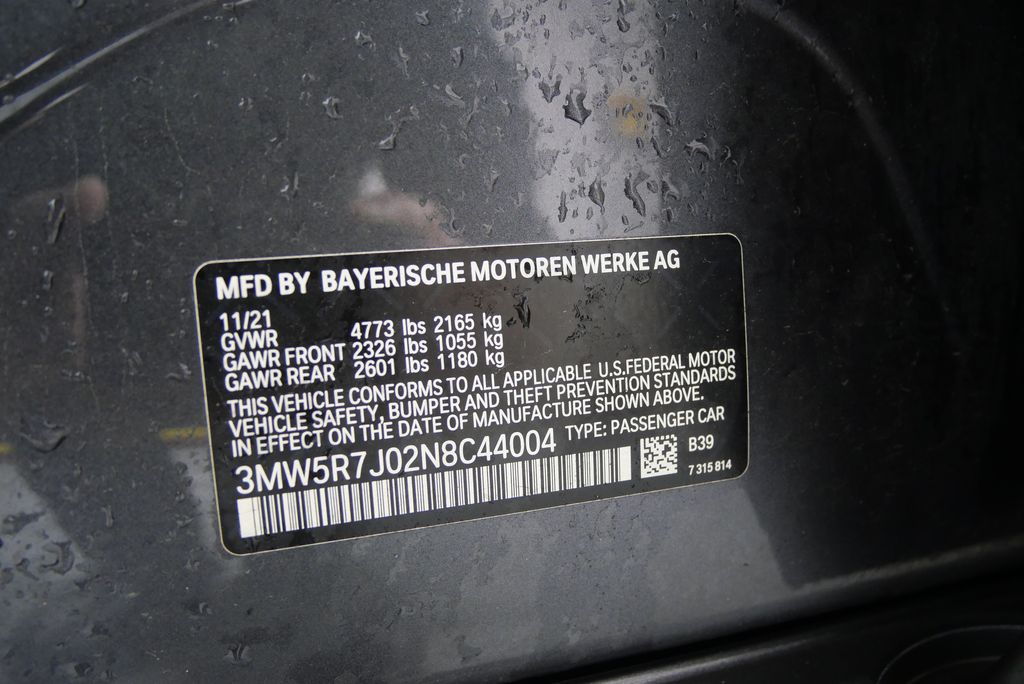 MFD BY BAYERISCHE MOTOREN WERKE AG
11/21
GVWR 4773 lbs 2165 kg
GAWR FRONT 2326 lbs 1055 kg
GAWR REAR 2601 lbs 1180 kg
THIS VEHICLE CONFORMS TO ALL APPLICABLE U.S.FEDERAL MOTOR
VEHICLE SAFETY, BUMPER AND THEFT PREVENTION STANDARDS
IN EFFECT ON THE DATE OF MANUFACTURE SHOWN ABOVE.
3MW5R7J02N8C44004 TYPE: PASSENGER CAR
B39
7 315 814